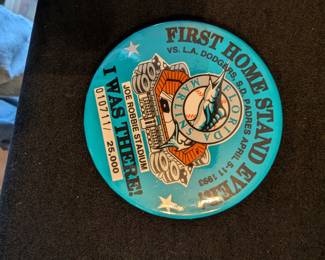 FIRST HOME STAND EVER!
VS. L.A. DODGERS, S.D. PADRES APRIL 5-11 1993
FLORIDA
MARLINS
JOE ROBBIE STADIUM
010711/ 25,000
I WAS THERE!